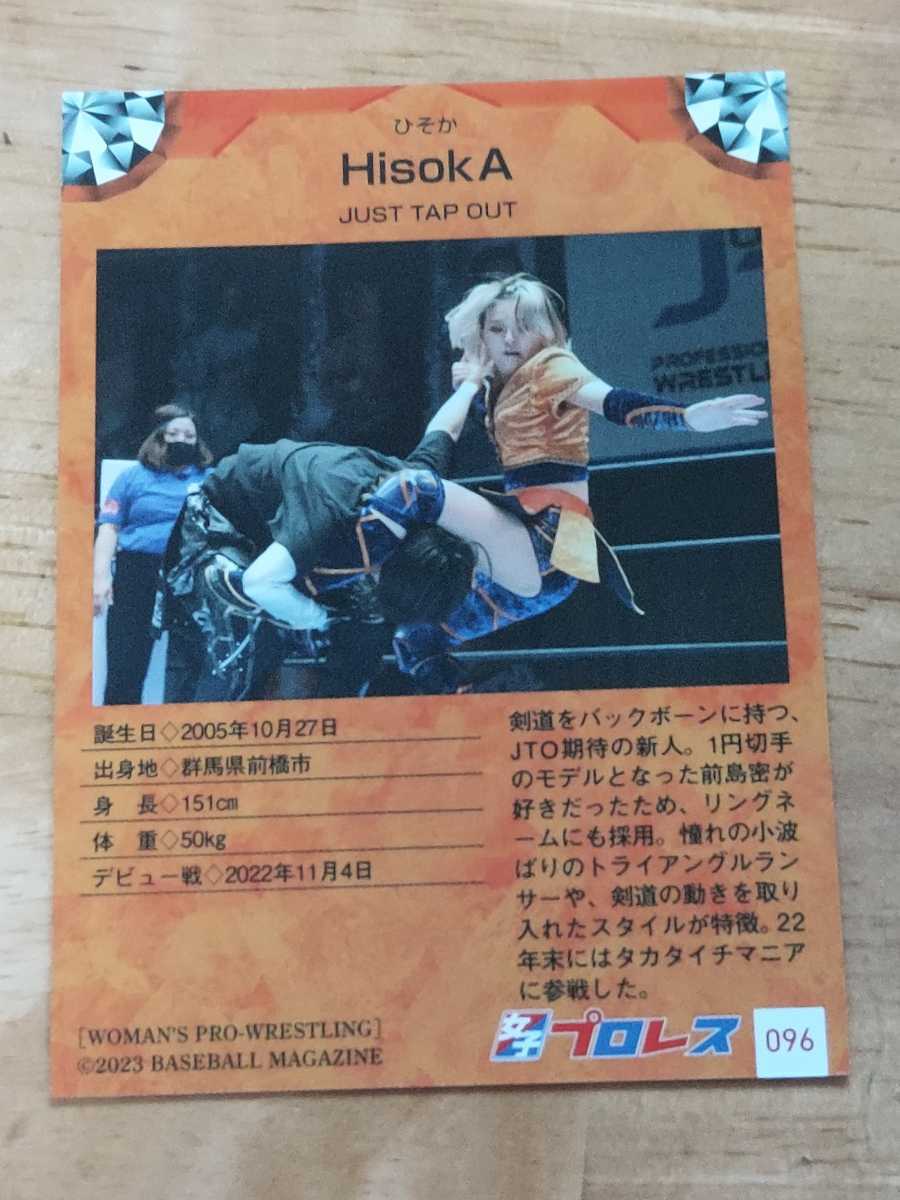 ひそか
HisokA
JUST TAP OUT
PROFESSIO
WRESTL
誕生日◇2005年10月27日
出身地◇群馬県前橋市
身 長◇151cm
体 重◇50kg
デビュー戦◇2022年11月4日
剣道をバックボーンに持つ、
JTO期待の新人。1円切手
のモデルとなった前島密が
好きだったため、リングネ
ームにも採用。憧れの小波
ばりのトライアングルラン
サーや、剣道の動きを取り
入れたスタイルが特徴。22
年末にはタカタイチマニア
に参戦した。
[WOMAN'S PRO-WRESTLING]
©2023 BASEBALL MAGAZINE
女子プロレス
096